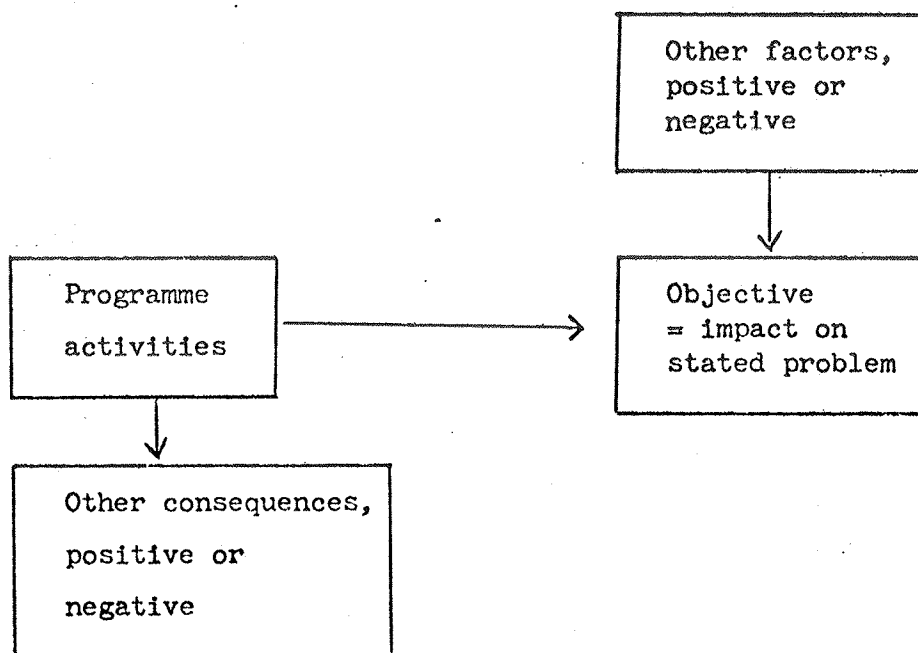 Other factors,
positive or
negative
Programme
activities
Objective
= impact on
stated problem
Other consequences,
positive or
negative